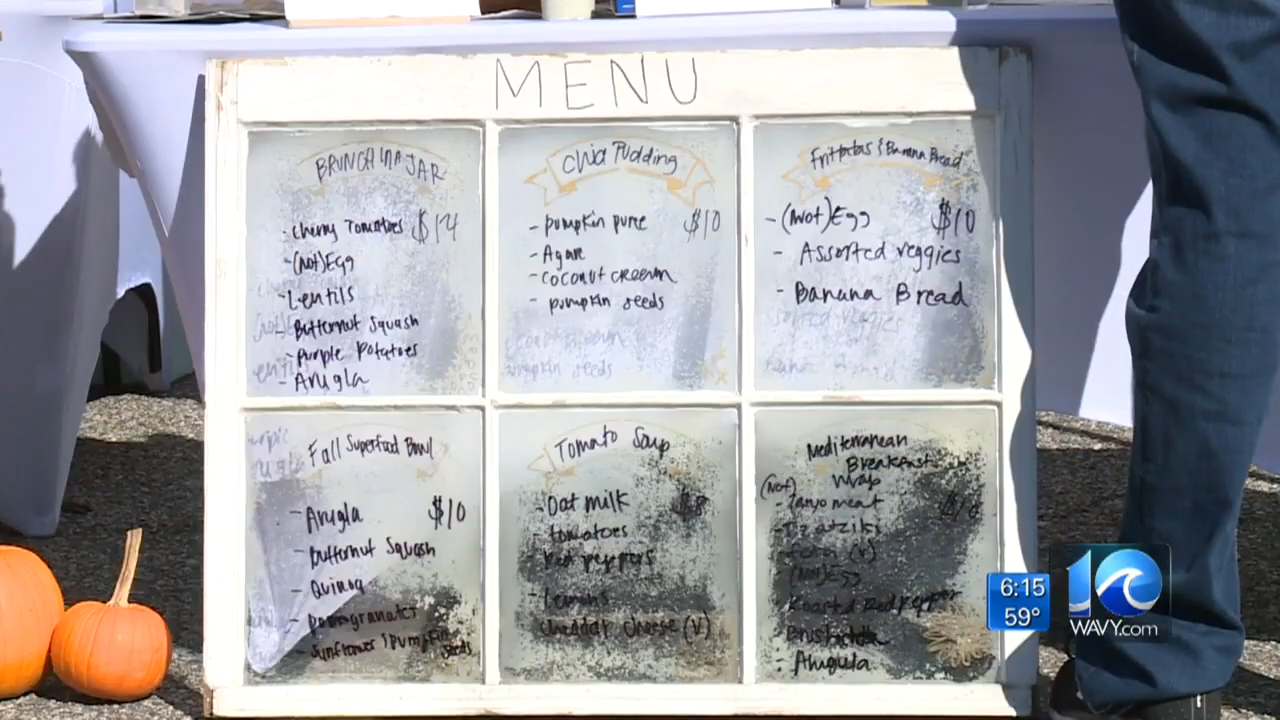 MENU
BRUNCH IN A JAR
- Cherry Tomatoes $14
- (not)Egg
- Lentils
- Butternut Squash
- Purple Potatoes
- Arugla
Chia Pudding
- Pumpkin puree $10
- Agave
- coconut cream
- pumpkin seeds
Frittatas & Banana Bread
- (Not)Egg $10
- Assorted veggies
- Banana Bread
Fall Superfood Bowl
- Arugla $10
- Butternut Squash
- Quinoa
- Pomegranates
- Sunflower & Pumpkin Seeds
Tomato Soup
- Oat milk $8
- tomatoes
- Red peppers
- Lemons
cheddar cheese (v)
Mediterranean
Breakfast
Wrap
(Not)
meat
- Tzatziki
(v)
(Not)Egg
- Roasted Red pepper
- Arugula
6:15
59°
10
WAVY.com